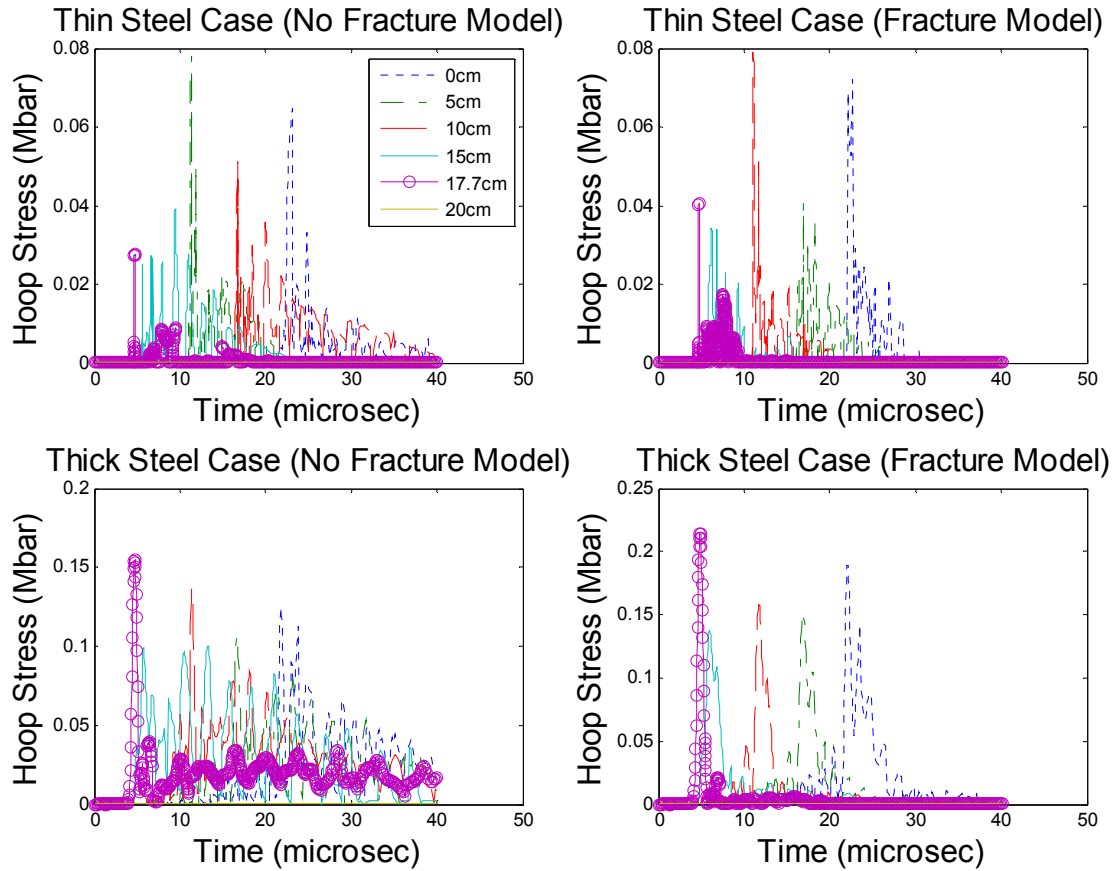 Thin Steel Case (No Fracture Model)
Hoop Stress (Mbar)
0.08
0.06
0.04
0.02
0
0 10 20 30 40 50
Time (microsec)
0cm
5cm
10cm
15cm
17.7cm
20cm
Thin Steel Case (Fracture Model)
Hoop Stress (Mbar)
0.08
0.06
0.04
0.02
0
0 10 20 30 40 50
Time (microsec)
Thick Steel Case (No Fracture Model)
Hoop Stress (Mbar)
0.2
0.15
0.1
0.05
0
0 10 20 30 40 50
Time (microsec)
Thick Steel Case (Fracture Model)
Hoop Stress (Mbar)
0.25
0.2
0.15
0.1
0.05
0
0 10 20 30 40 50
Time (microsec)